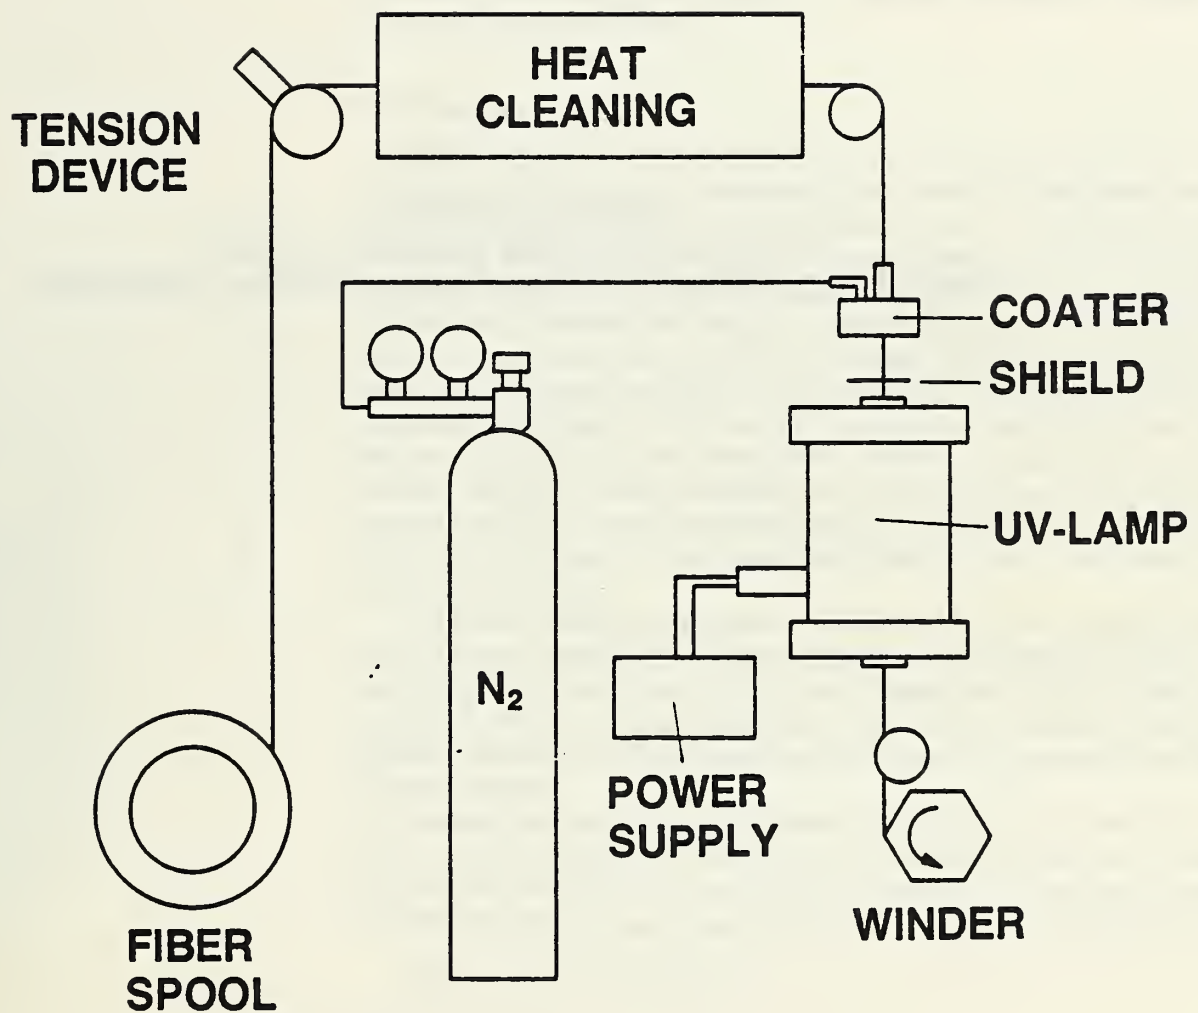 HEAT
CLEANING
TENSION
DEVICE
COATER
SHIELD
UV-LAMP
N₂
POWER
SUPPLY
WINDER
FIBER
SPOOL